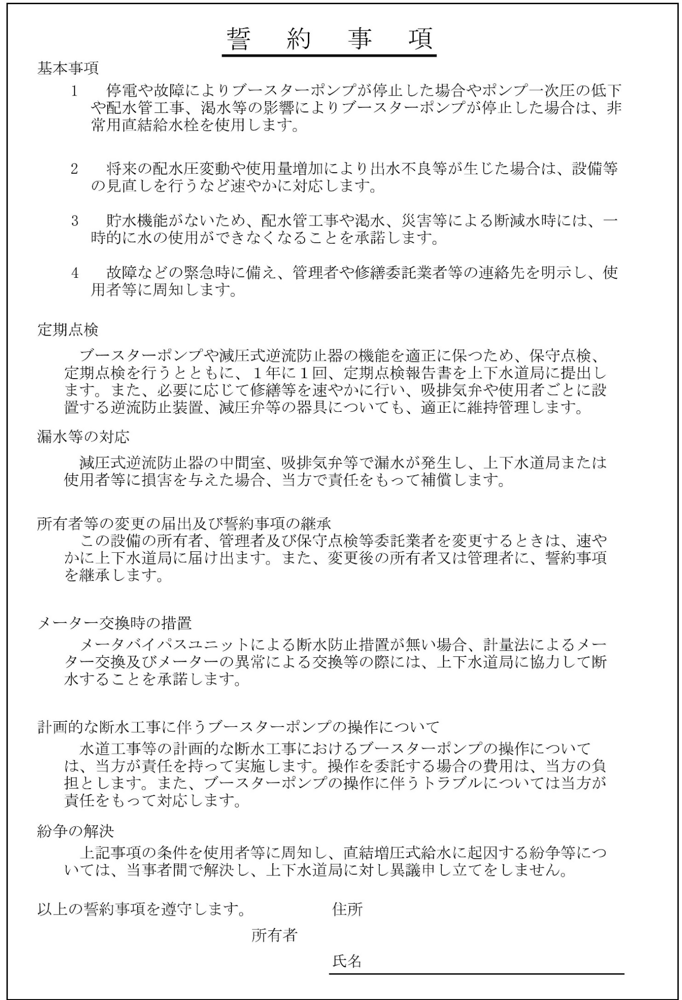 誓約事項
基本事項
1 停電や故障によりブースターポンプが停止した場合やポンプ一次圧の低下
や配水管工事、渇水等の影響によりブースターポンプが停止した場合は、非
常用直結給水栓を使用します。
2 将来の配水圧変動や使用量増加により出水不良等が生じた場合は、設備等
の見直しを行うなど速やかに対応します。
3 貯水機能がないため、配水管工事や渇水、災害等による断減水時には、一
時的に水の使用ができなくなることを承諾します。
4 故障などの緊急時に備え、管理者や修繕委託業者等の連絡先を明示し、使
用者等に周知します。
定期点検
ブースターポンプや減圧式逆流防止器の機能を適正に保つため、保守点検、
定期点検を行うとともに、1年に1回、定期点検報告書を上下水道局に提出し
ます。また、必要に応じて修繕等を速やかに行い、吸排気弁や使用者ごとに設
置する逆流防止装置、減圧弁等の器具についても、適正に維持管理します。
漏水等の対応
減圧式逆流防止器の中間室、吸排気弁等で漏水が発生し、上下水道局または
使用者等に損害を与えた場合、当方で責任をもって補償します。
所有者等の変更の届出及び誓約事項の継承
この設備の所有者、管理者及び保守点検等委託業者を変更するときは、速や
かに上下水道局に届け出ます。また、変更後の所有者又は管理者に、誓約事項
を継承します。
メーター交換時の措置
メータバイパスユニットによる断水防止措置が無い場合、計量法によるメー
ター交換及びメーターの異常による交換等の際には、上下水道局に協力して断
水することを承諾します。
計画的な断水工事に伴うブースターポンプの操作について
水道工事等の計画的な断水工事におけるブースターポンプの操作について
は、当方が責任を持って実施します。操作を委託する場合の費用は、当方の負
担とします。また、ブースターポンプの操作に伴うトラブルについては当方が
責任をもって対応します。
紛争の解決
上記事項の条件を使用者等に周知し、直結増圧式給水に起因する紛争等につ
いては、当事者間で解決し、上下水道局に対し異議申し立てをしません。
以上の誓約事項を遵守します。 住所
所有者
氏名